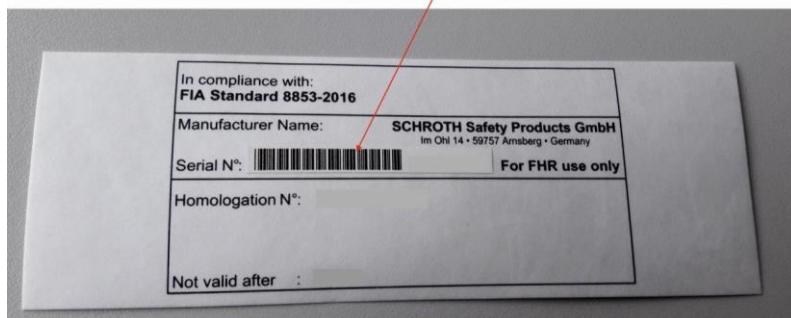 In compliance with:
FIA Standard 8853-2016
Manufacturer Name: SCHROTH Safety Products GmbH
Im Ohl 14 • 59757 Arnsberg • Germany
Serial N°: For FHR use only
Homologation N°:
Not valid after :